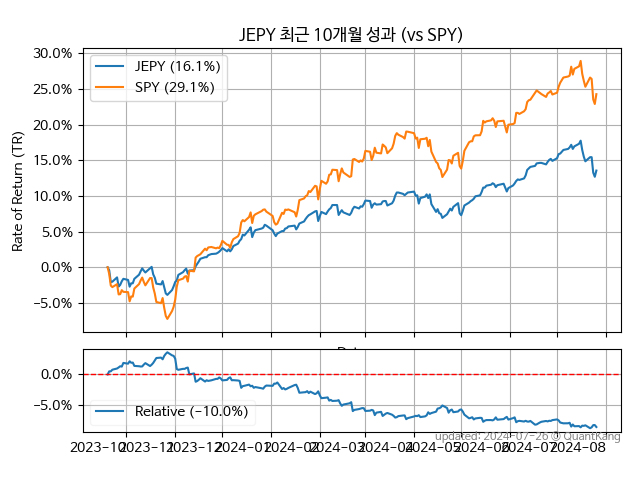 JEPY 최근 10개월 성과 (vs SPY)
30.0%
25.0%
20.0%
15.0%
10.0%
5.0%
0.0%
−5.0%
Rate of Return (TR)
JEPY (16.1%)
SPY (29.1%)
0.0%
−5.0%
Relative (−10.0%)
updated: 2024-07-26 © QuantKang
2023-10 2023-11 2023-12 2024-01 2024-02 2024-03 2024-04 2024-05 2024-06 2024-07 2024-08